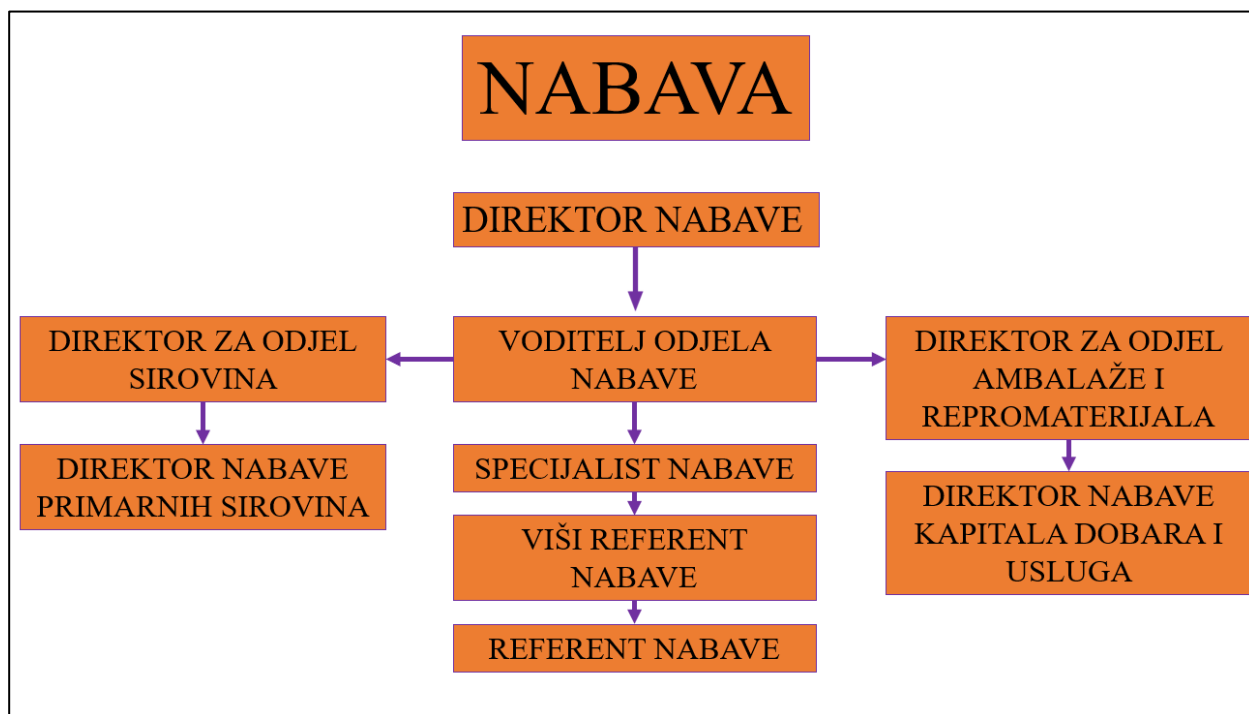 NABAVA
DIREKTOR NABAVE
DIREKTOR ZA ODJEL
SIROVINA
VODITELJ ODJELA
NABAVE
DIREKTOR ZA ODJEL
AMBALAŽE I
REPROMATERIJALA
DIREKTOR NABAVE
PRIMARNIH SIROVINA
SPECIJALIST NABAVE
DIREKTOR NABAVE
KAPITALA DOBARA I
USLUGA
VIŠI REFERENT
NABAVE
REFERENT NABAVE